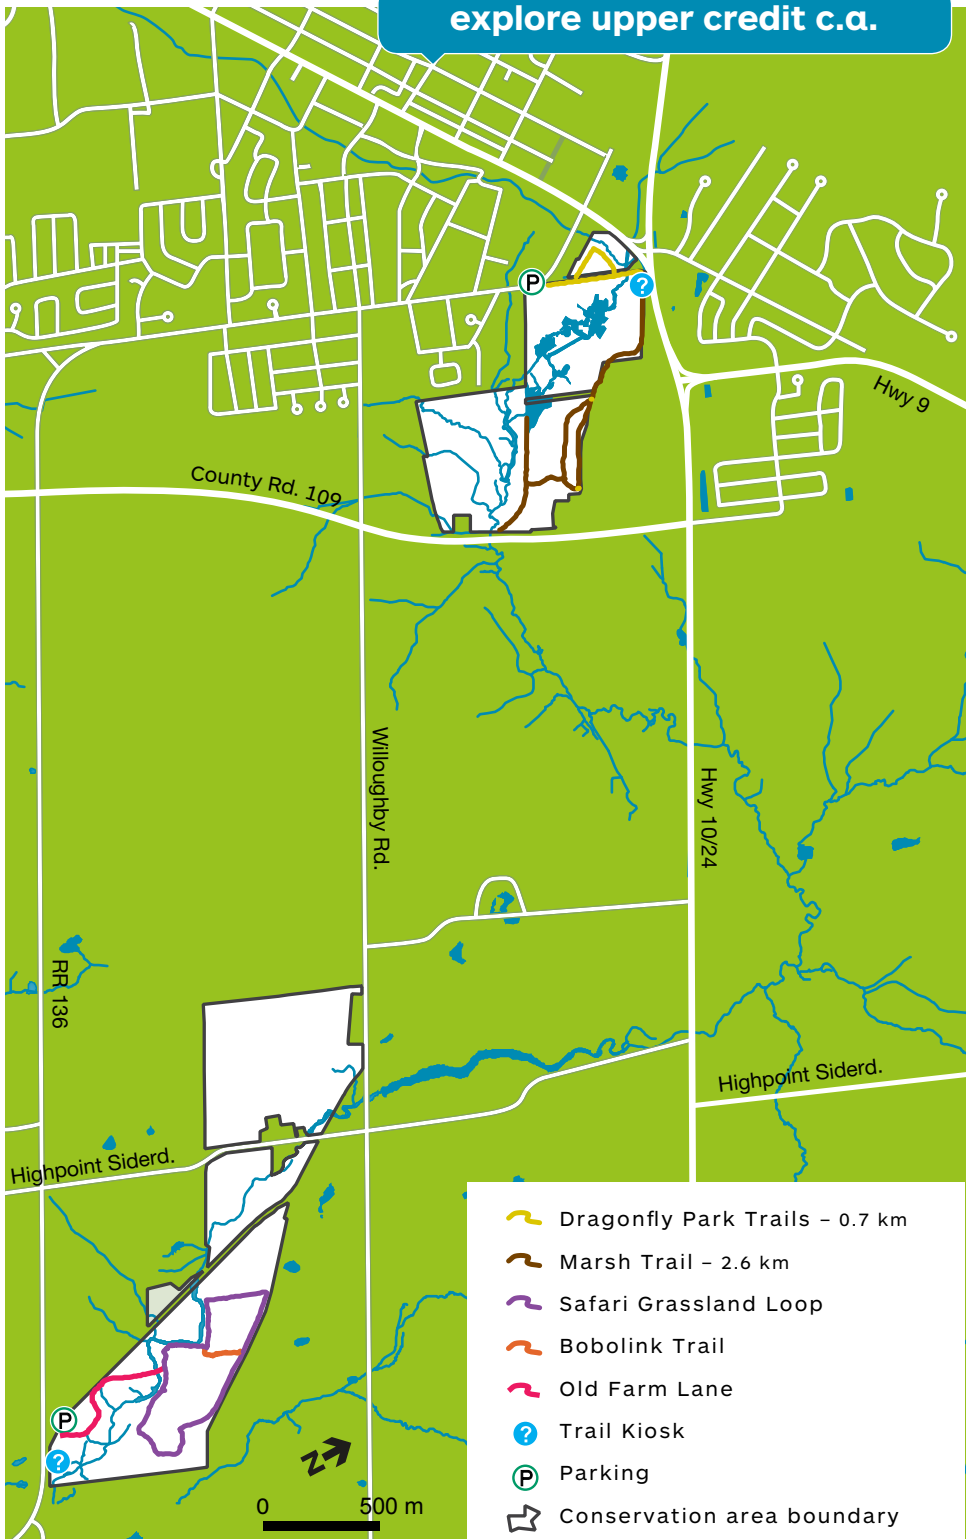 explore upper credit c.a.
P
?
Hwy 9
County Rd. 109
Willoughby Rd.
Hwy 10/24
RR 136
Highpoint Siderd.
Highpoint Siderd.
P
?
N
0 500 m
Dragonfly Park Trails – 0.7 km
Marsh Trail – 2.6 km
Safari Grassland Loop
Bobolink Trail
Old Farm Lane
? Trail Kiosk
P Parking
Conservation area boundary